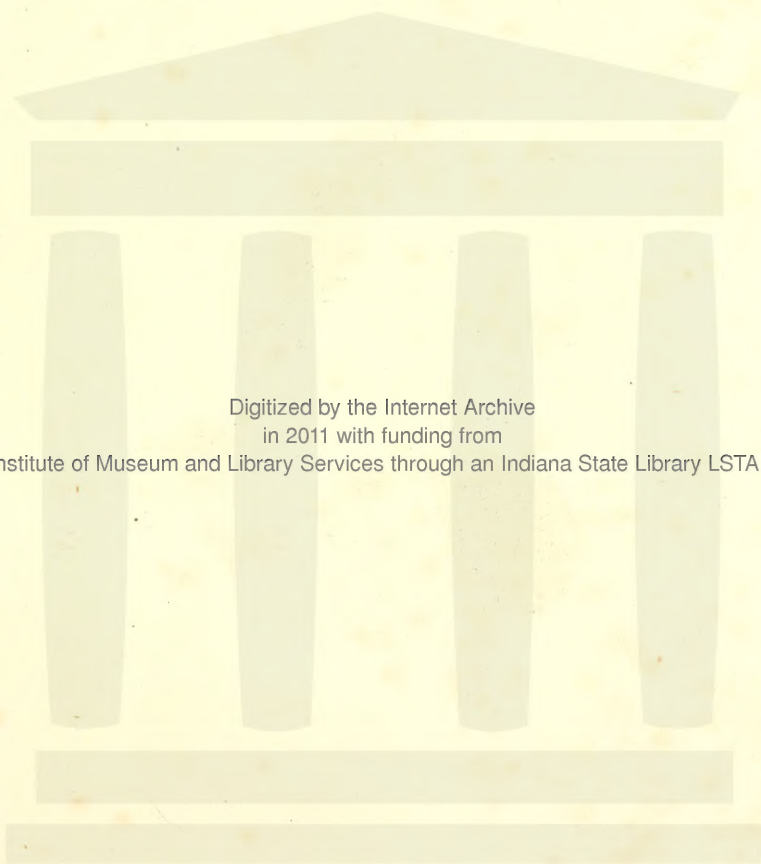 Digitized by the Internet Archive
in 2011 with funding from
nstitute of Museum and Library Services through an Indiana State Library LSTA